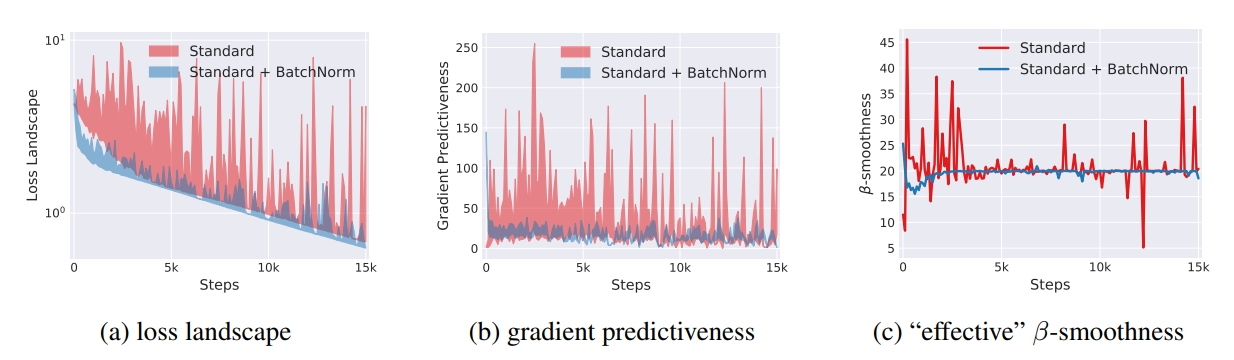 10¹
10⁰
Loss Landscape
Standard
Standard + BatchNorm
0 5k 10k 15k
Steps
(a) loss landscape
250
200
150
100
50
0
Gradient Predictiveness
Standard
Standard + BatchNorm
0 5k 10k 15k
Steps
(b) gradient predictiveness
45
40
35
30
25
20
15
10
5
β-smoothness
Standard
Standard + BatchNorm
0 5k 10k 15k
Steps
(c) “effective” β-smoothness